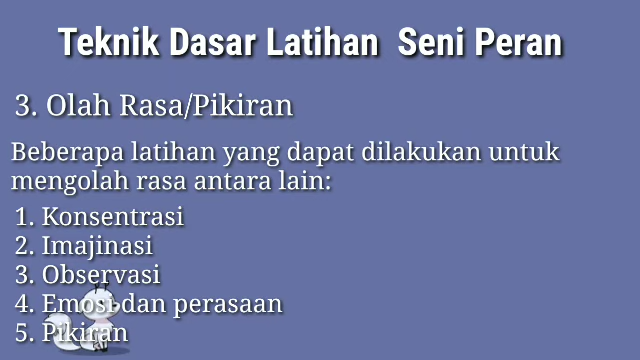 Teknik Dasar Latihan Seni Peran
3. Olah Rasa/Pikiran
Beberapa latihan yang dapat dilakukan untuk
mengolah rasa antara lain:
1. Konsentrasi
2. Imajinasi
3. Observasi
4. Emosi dan perasaan
5. Pikiran